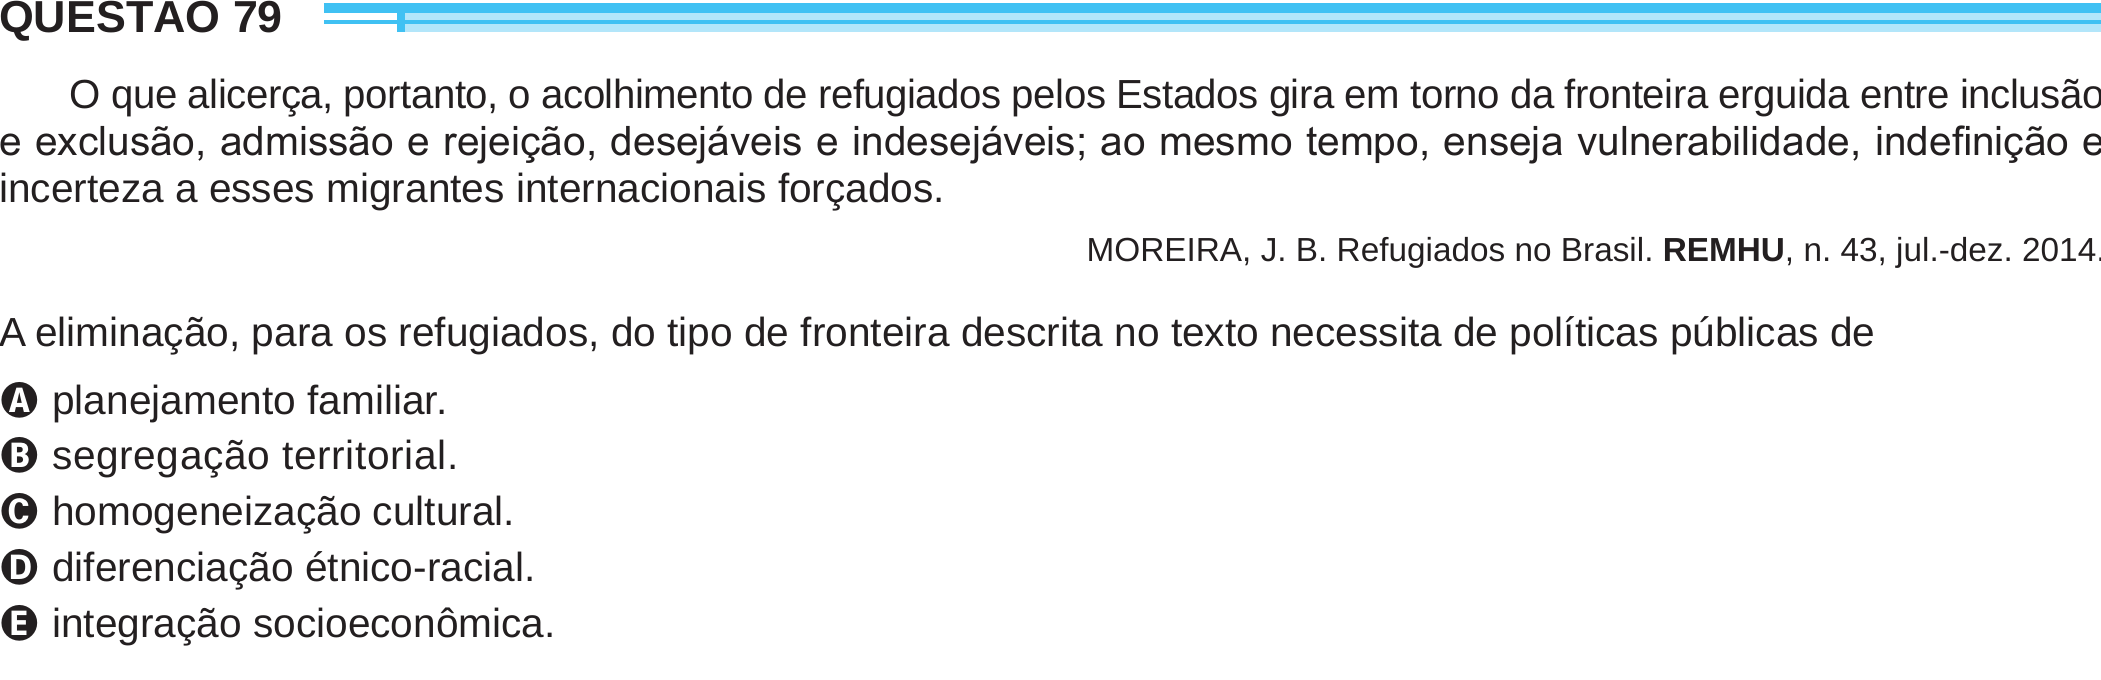 QUESTÃO 79
O que alicerça, portanto, o acolhimento de refugiados pelos Estados gira em torno da fronteira erguida entre inclusão
e exclusão, admissão e rejeição, desejáveis e indesejáveis; ao mesmo tempo, enseja vulnerabilidade, indefinição e
incerteza a esses migrantes internacionais forçados.
MOREIRA, J. B. Refugiados no Brasil. REMHU, n. 43, jul.-dez. 2014.
A eliminação, para os refugiados, do tipo de fronteira descrita no texto necessita de políticas públicas de
A planejamento familiar.
B segregação territorial.
C homogeneização cultural.
D diferenciação étnico-racial.
E integração socioeconômica.